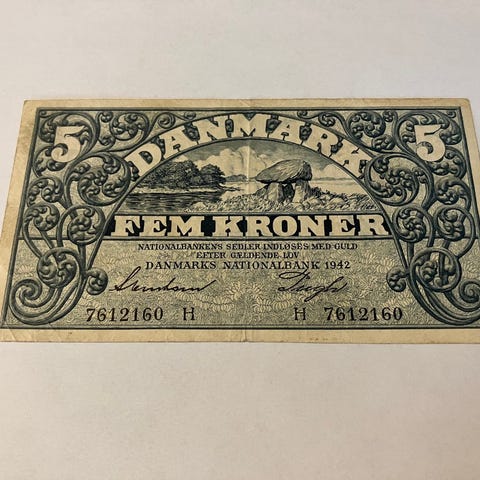 5 DANMARK 5
FEM KRONER
NATIONALBANKENS SEDLER INDLØSES MED GULD
EFTER GÆLDENDE LOV
DANMARKS NATIONALBANK 1942
7612160 H H 7612160